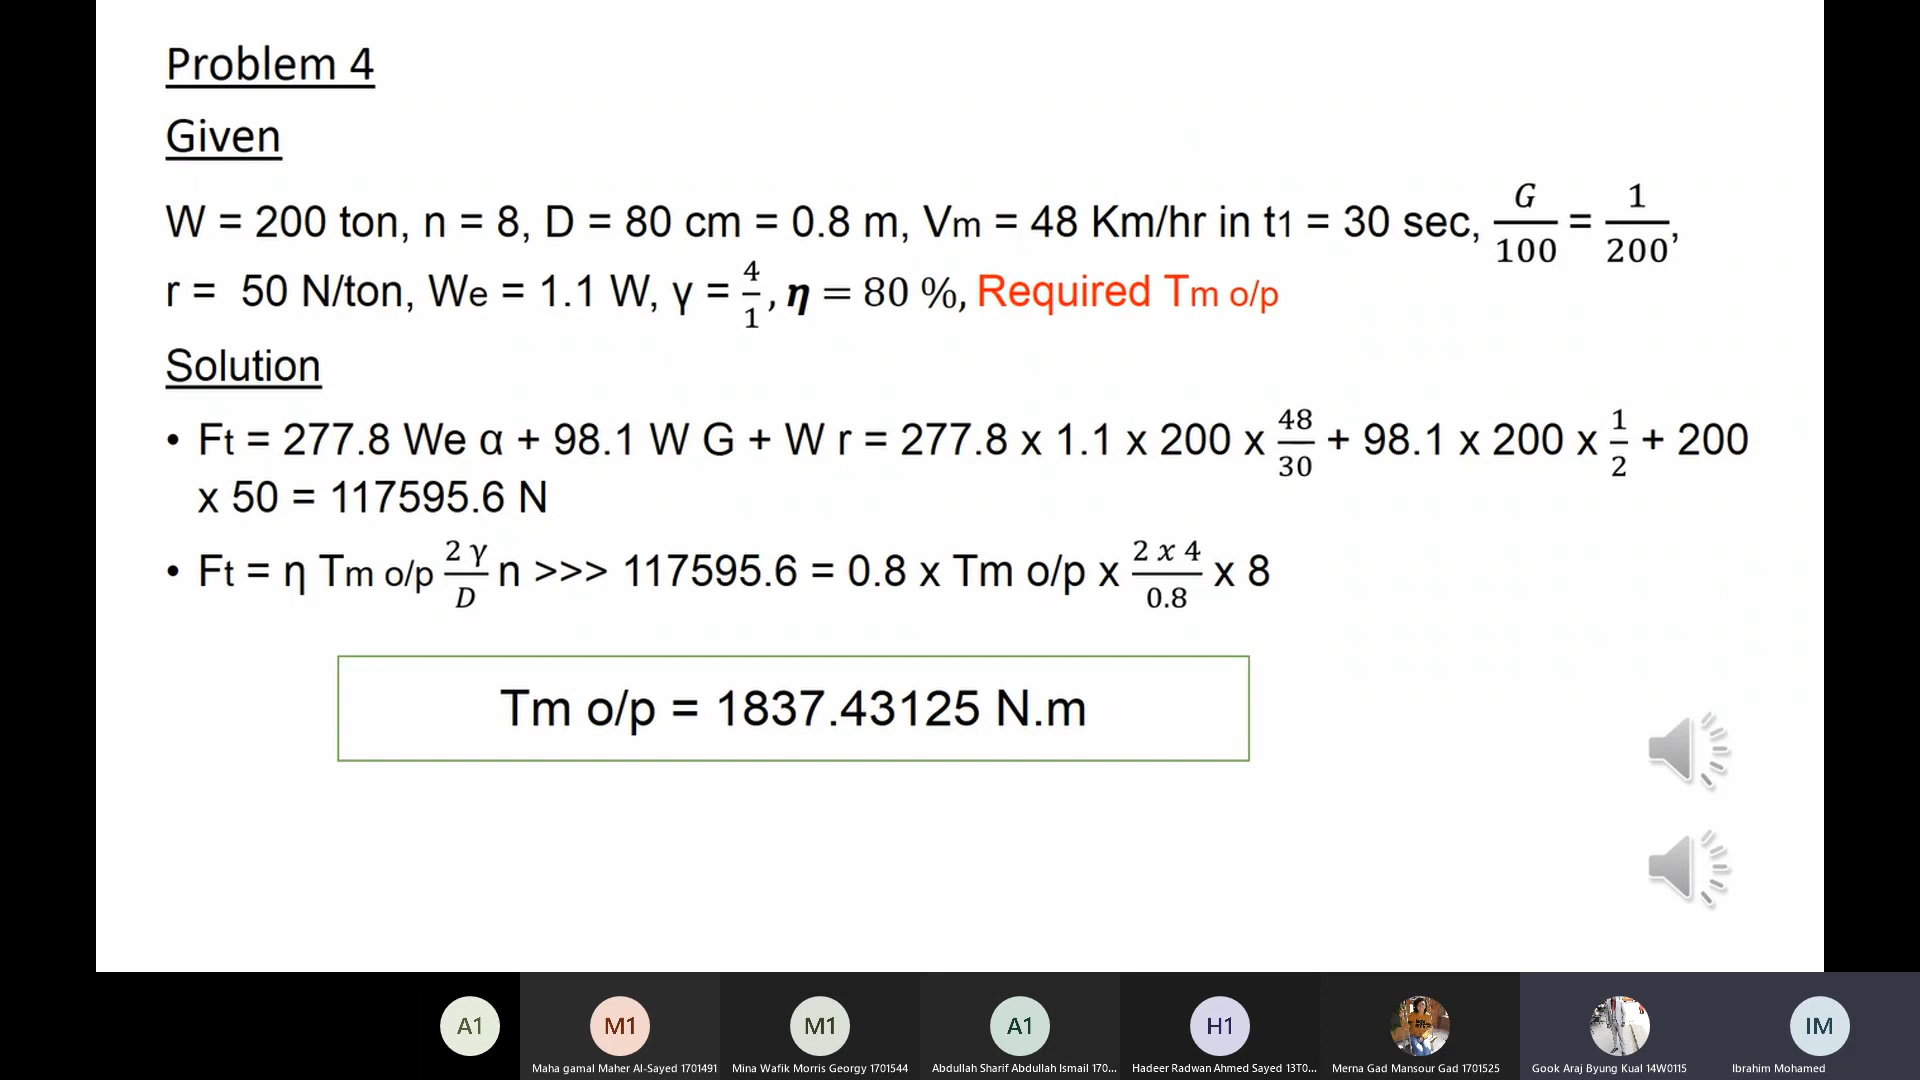 Problem 4
Given
W = 200 ton, n = 8, D = 80 cm = 0.8 m, Vm = 48 Km/hr in t1 = 30 sec, G/100 = 1/200,
r = 50 N/ton, We = 1.1 W, γ = 4/1, η = 80 %, Required Tm o/p
Solution
• Ft = 277.8 We α + 98.1 W G + W r = 277.8 x 1.1 x 200 x 48/30 + 98.1 x 200 x 1/2 + 200
x 50 = 117595.6 N
• Ft = η Tm o/p 2 γ/D n >>> 117595.6 = 0.8 x Tm o/p x 2 x 4/0.8 x 8
Tm o/p = 1837.43125 N.m
A1 M1 M1 A1 H1 IM
Maha gamal Maher Al-Sayed 1701491 Mina Wafik Morris Georgy 1701544 Abdullah Sharif Abdullah Ismail 170... Hadeer Radwan Ahmed Sayed 13T0... Merna Gad Mansour Gad 1701525 Gook Araj Byung Kual 14W0115 Ibrahim Mohamed